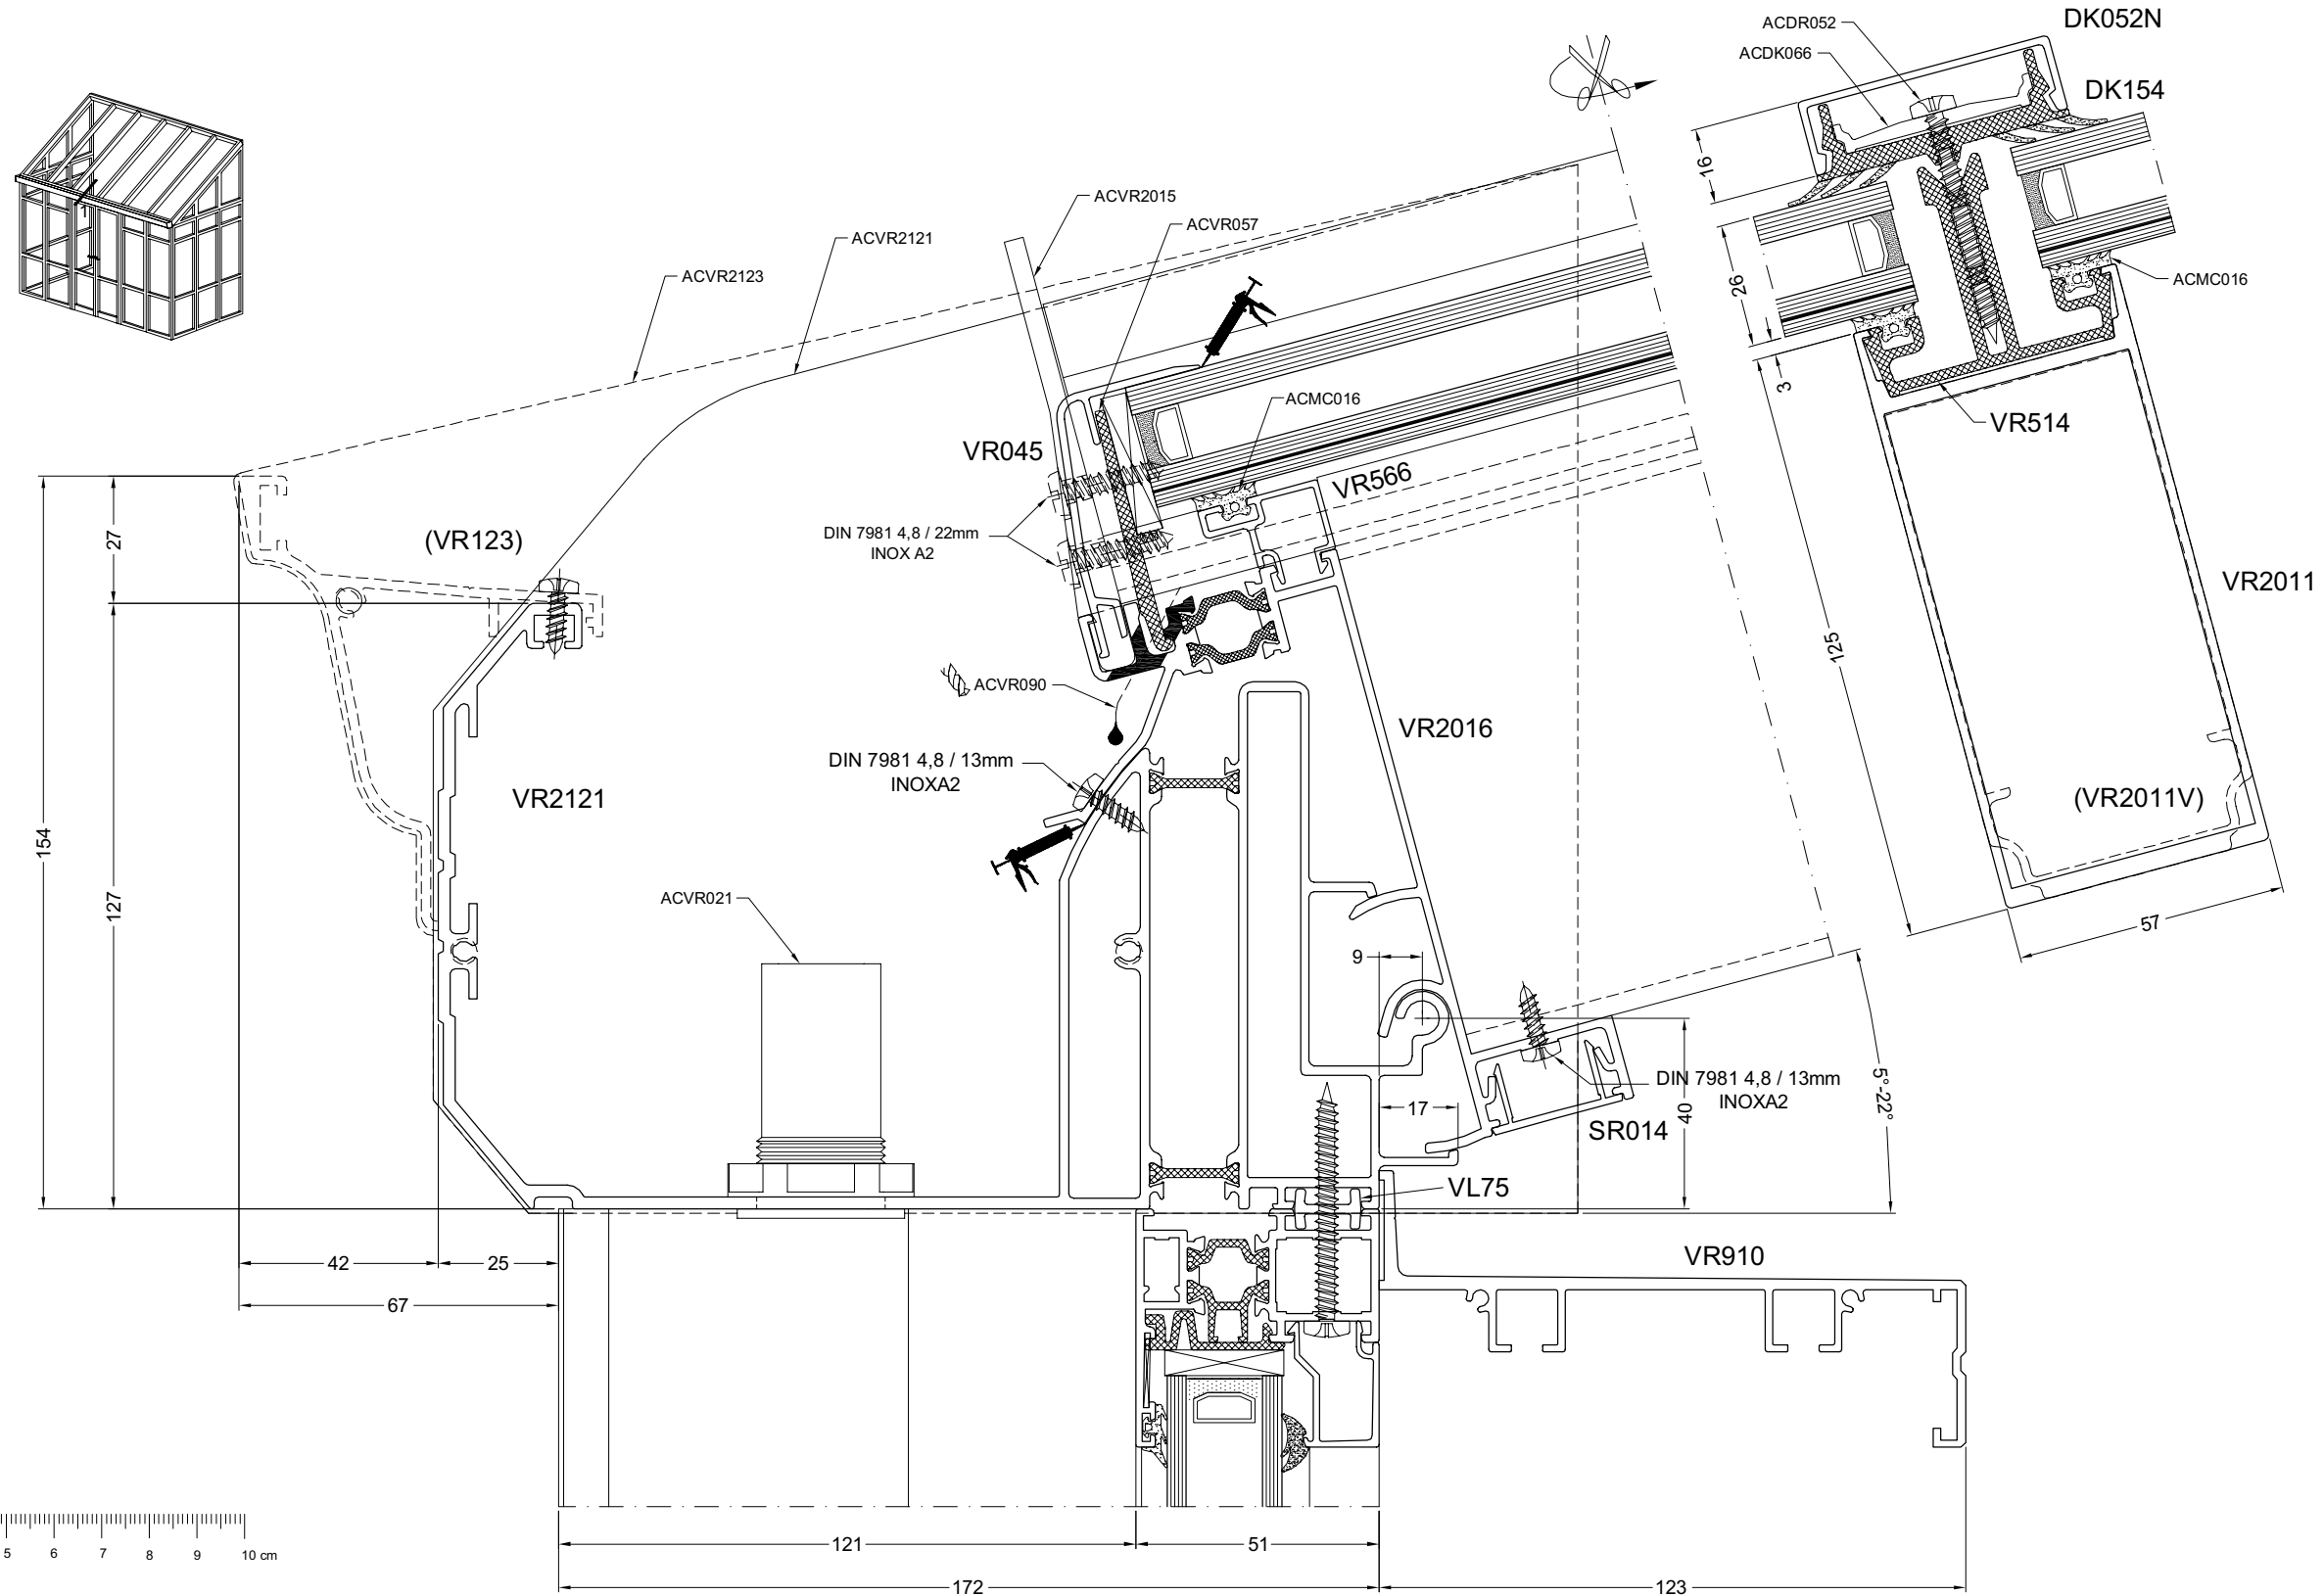 DK052N
ACDR052
ACDK066
DK154
16
26
3
ACMC016
VR514
VR2011
125
(VR2011V)
57
ACVR2015
ACVR057
ACVR2121
ACVR2123
ACMC016
VR045
VR566
DIN 7981 4,8 / 22mm
INOX A2
(VR123)
27
154
127
ACVR090
VR2016
DIN 7981 4,8 / 13mm
INOXA2
VR2121
ACVR021
9
17
40
5°-22°
DIN 7981 4,8 / 13mm
INOXA2
SR014
VL75
VR910
42
25
67
121
51
172
123
5 6 7 8 9 10 cm